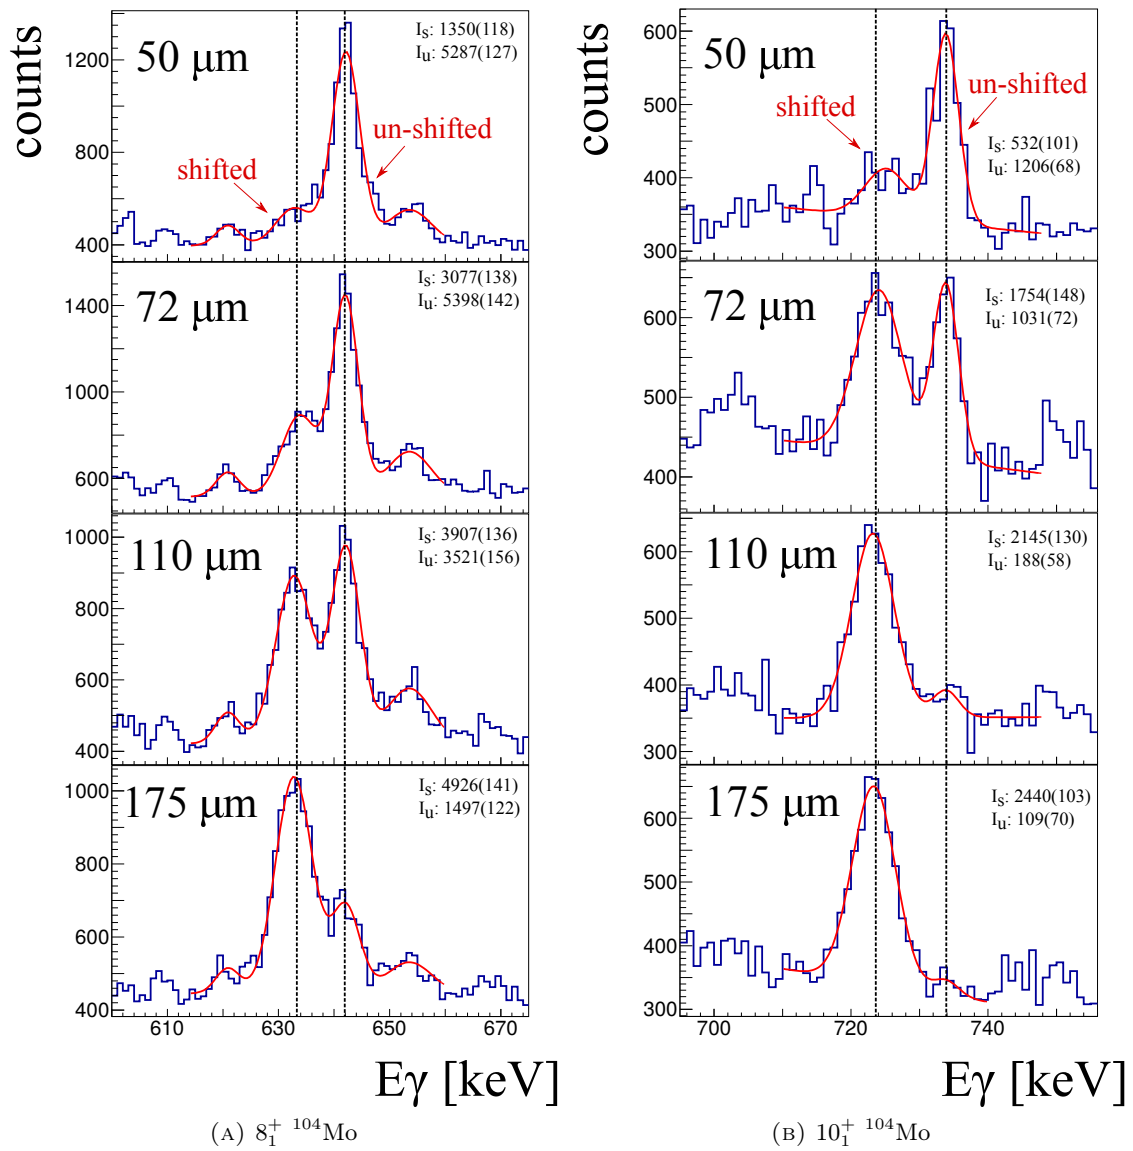 counts
50 μm
Is: 1350(118)
Iu: 5287(127)
shifted
un-shifted
400
800
1200
72 μm
Is: 3077(138)
Iu: 5398(142)
600
1000
1400
110 μm
Is: 3907(136)
Iu: 3521(156)
400
600
800
1000
175 μm
Is: 4926(141)
Iu: 1497(122)
400
600
800
1000
610 630 650 670
Eγ [keV]
(A) 8₁⁺ ¹⁰⁴Mo
counts
50 μm
shifted
un-shifted
Is: 532(101)
Iu: 1206(68)
300
400
500
600
72 μm
Is: 1754(148)
Iu: 1031(72)
400
500
600
110 μm
Is: 2145(130)
Iu: 188(58)
300
400
500
600
175 μm
Is: 2440(103)
Iu: 109(70)
300
400
500
600
700 720 740
Eγ [keV]
(B) 10₁⁺ ¹⁰⁴Mo